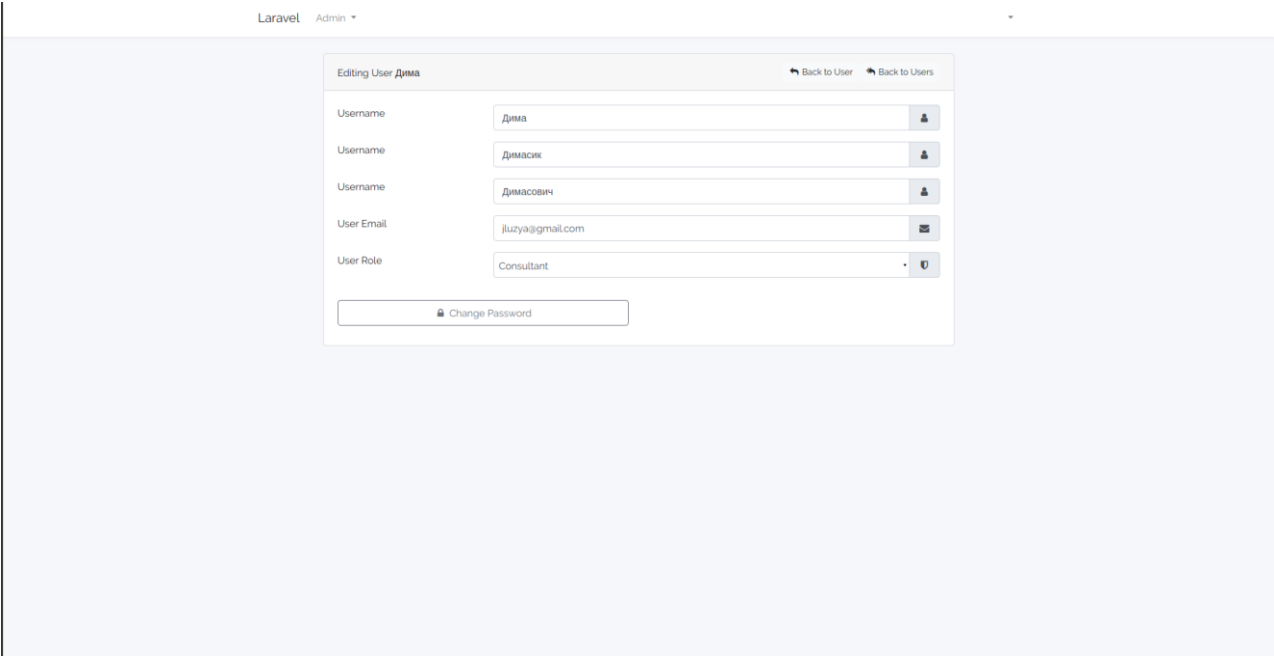 Laravel Admin
Editing User Дима Back to User Back to Users
Username Дима
Username Димасик
Username Димасович
User Email jluzya@gmail.com
User Role Consultant
Change Password